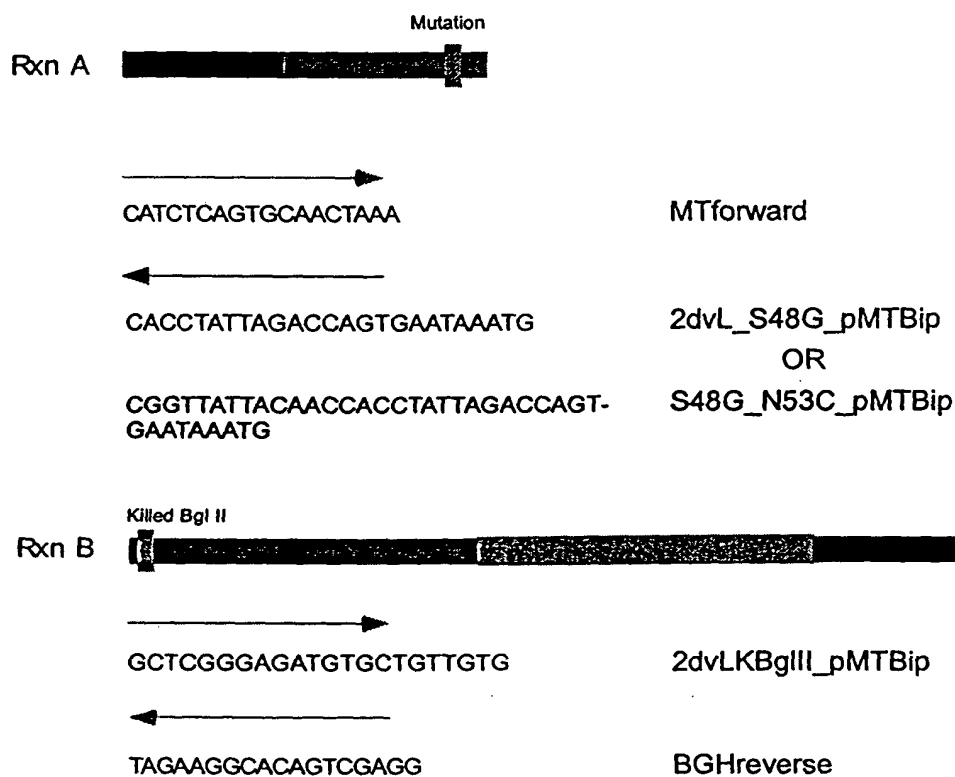 Mutation
Rxn A
CATCTCAGTGCAACTAAA MTforward
CACCTATTAGACCAGTGAATAAATG 2dvL_S48G_pMTBip
OR
CGGTTATTACAACCACCTATTAGACCAGT- S48G_N53C_pMTBip
GAATAAATG
Killed Bgl II
Rxn B
GCTCGGGAGATGTGCTGTTGTG 2dvLKBglII_pMTBip
TAGAAGGCACAGTCGAGG BGHreverse